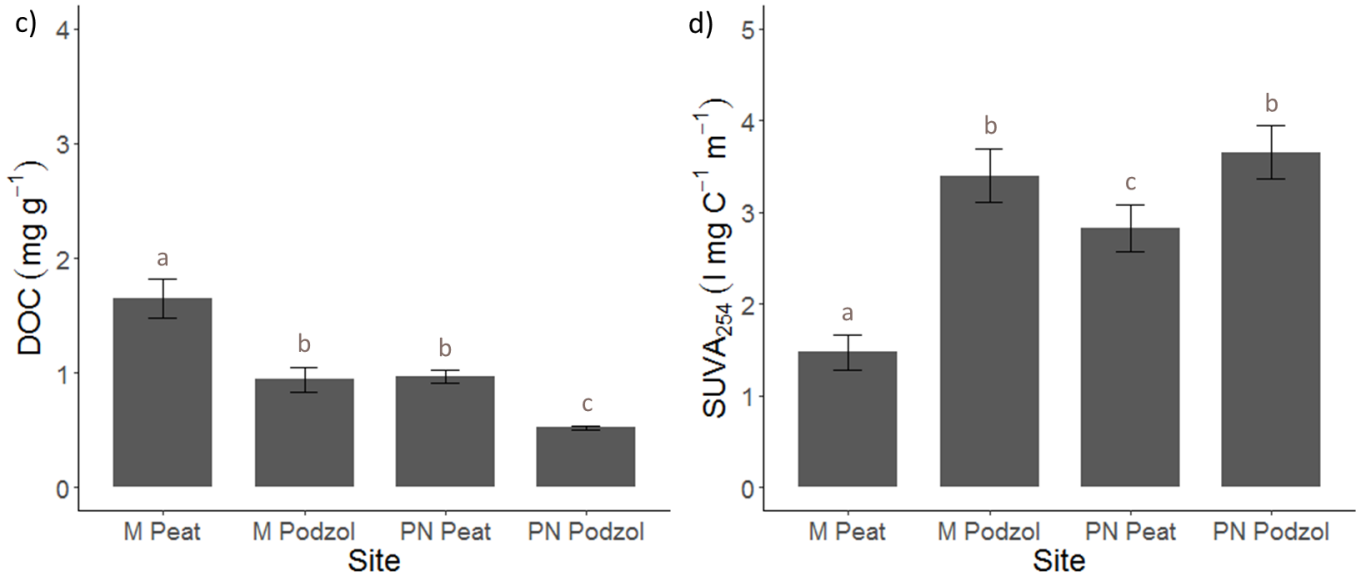 c)
DOC (mg g⁻¹)
4
3
2
1
0
a
b
b
c
M Peat
M Podzol
PN Peat
PN Podzol
Site
d)
SUVA₂₅₄ (l mg C⁻¹ m⁻¹)
5
4
3
2
1
0
a
b
c
b
M Peat
M Podzol
PN Peat
PN Podzol
Site